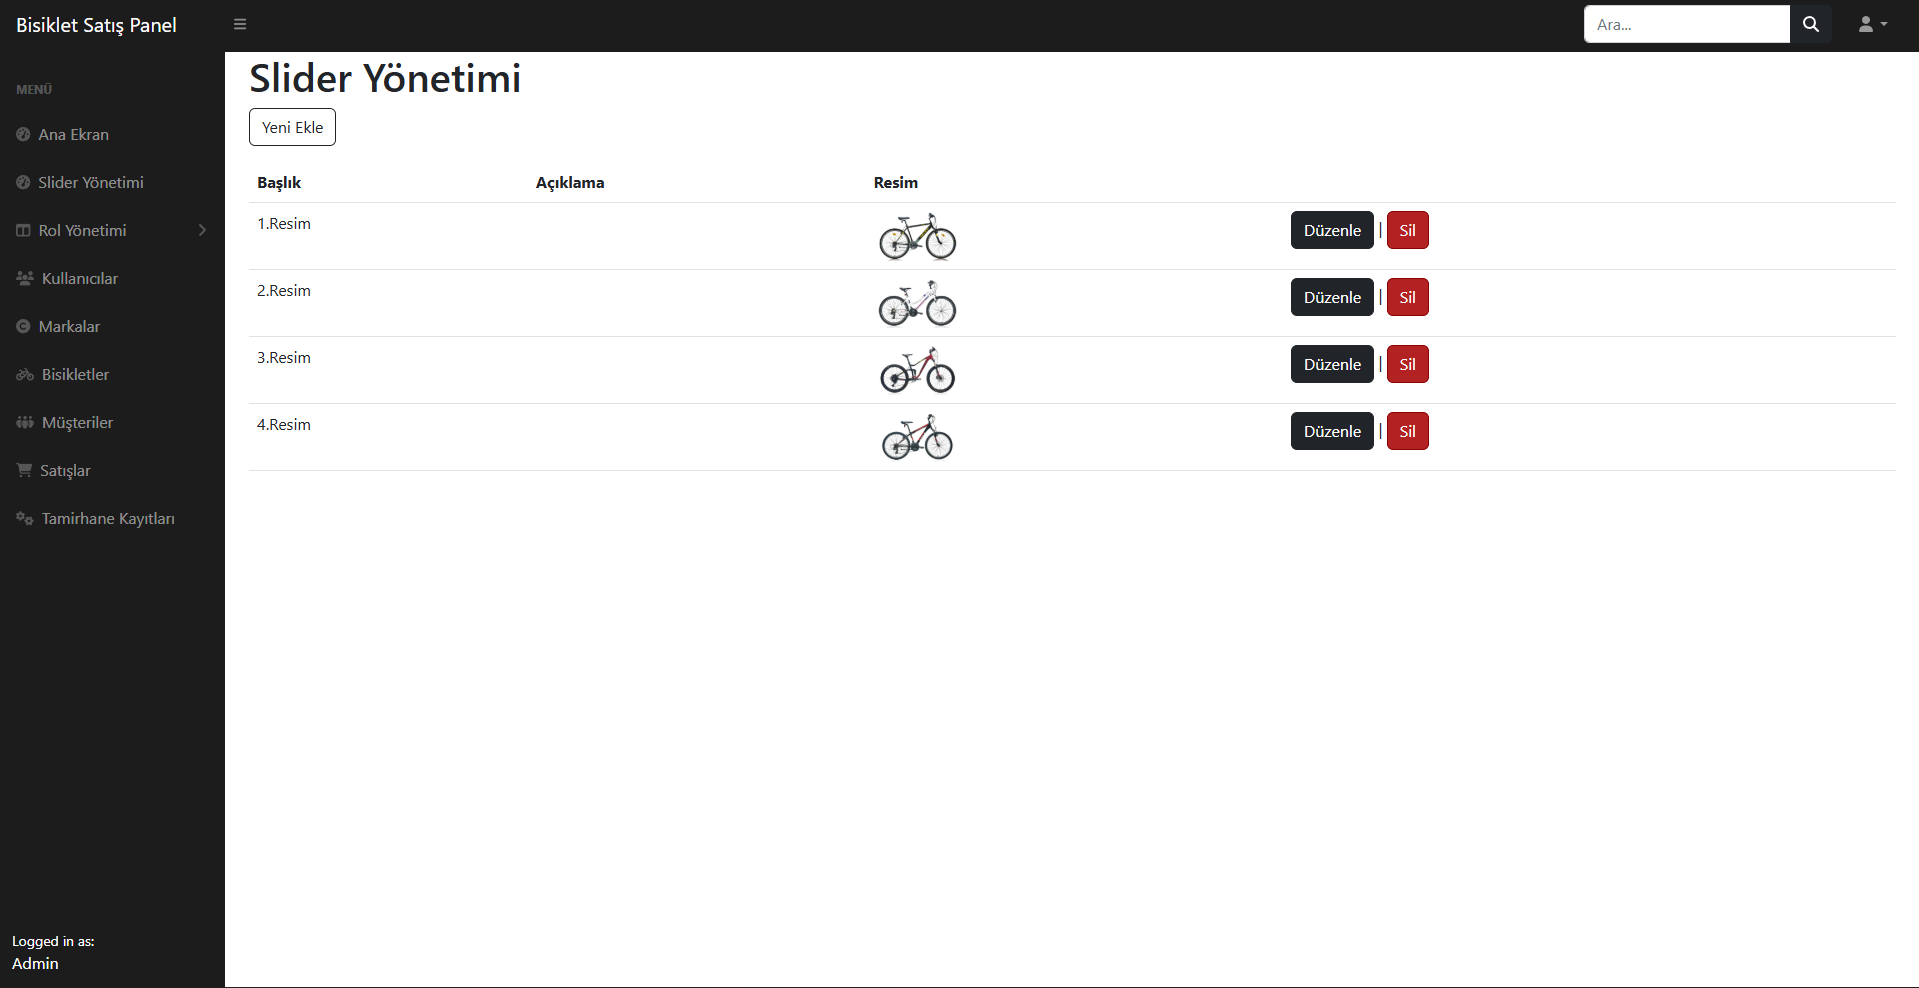 Bisiklet Satış Panel
Ara...
MENÜ
Ana Ekran
Slider Yönetimi
Rol Yönetimi
Kullanıcılar
Markalar
Bisikletler
Müşteriler
Satışlar
Tamirhane Kayıtları
Logged in as:
Admin
Slider Yönetimi
Yeni Ekle
Başlık Açıklama Resim
1.Resim Düzenle | Sil
2.Resim Düzenle | Sil
3.Resim Düzenle | Sil
4.Resim Düzenle | Sil